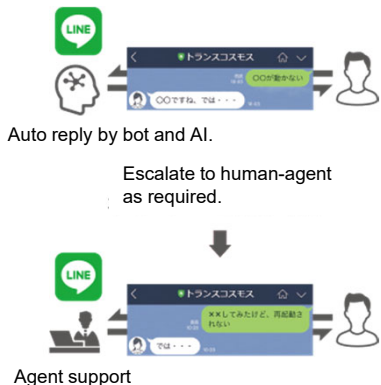 LINE
トランスコスモス
〇〇が動かない
〇〇ですね、では・・・
Auto reply by bot and AI.
Escalate to human-agent
as required.
LINE
トランスコスモス
××してみたけど、再起動さ
れない
では・・・
Agent support